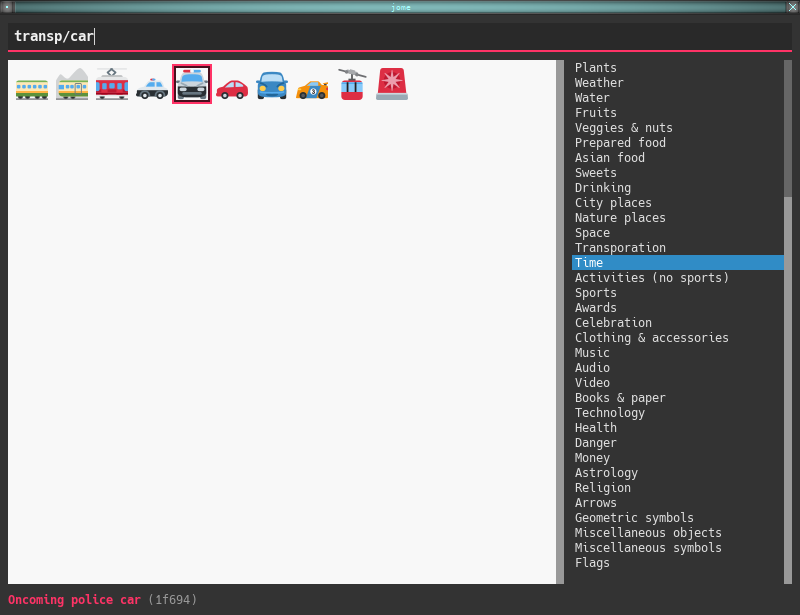 jome
transp/car
Plants
Weather
Water
Fruits
Veggies & nuts
Prepared food
Asian food
Sweets
Drinking
City places
Nature places
Space
Transporation
Time
Activities (no sports)
Sports
Awards
Celebration
Clothing & accessories
Music
Audio
Video
Books & paper
Technology
Health
Danger
Money
Astrology
Religion
Arrows
Geometric symbols
Miscellaneous objects
Miscellaneous symbols
Flags
Oncoming police car (1f694)